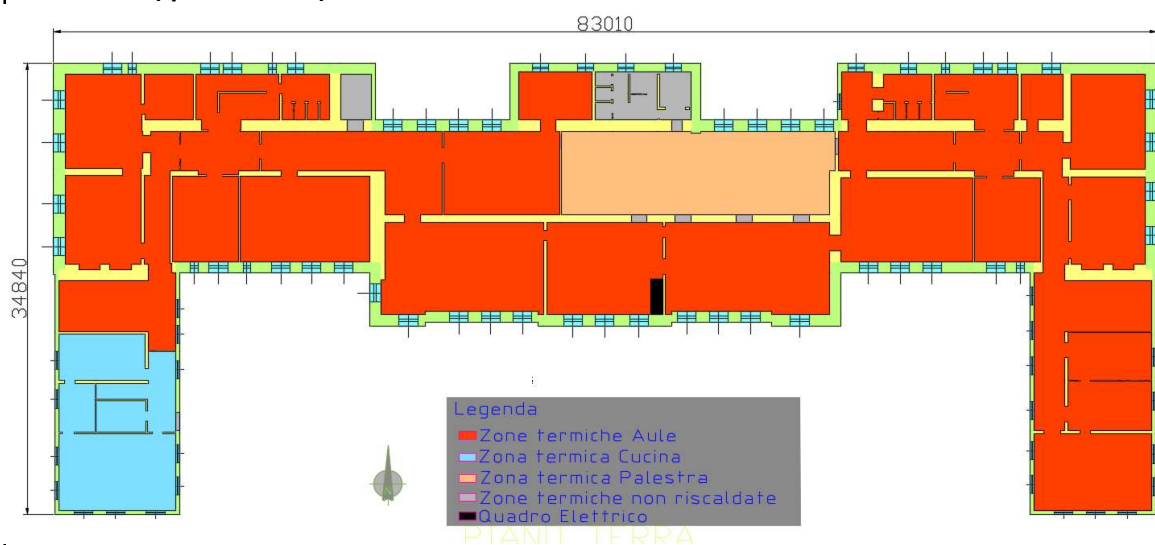 83010
34840
Legenda
Zone termiche Aule
Zona termica Cucina
Zona termica Palestra
Zone termiche non riscaldate
Quadro Elettrico
N
PIANO TERRA